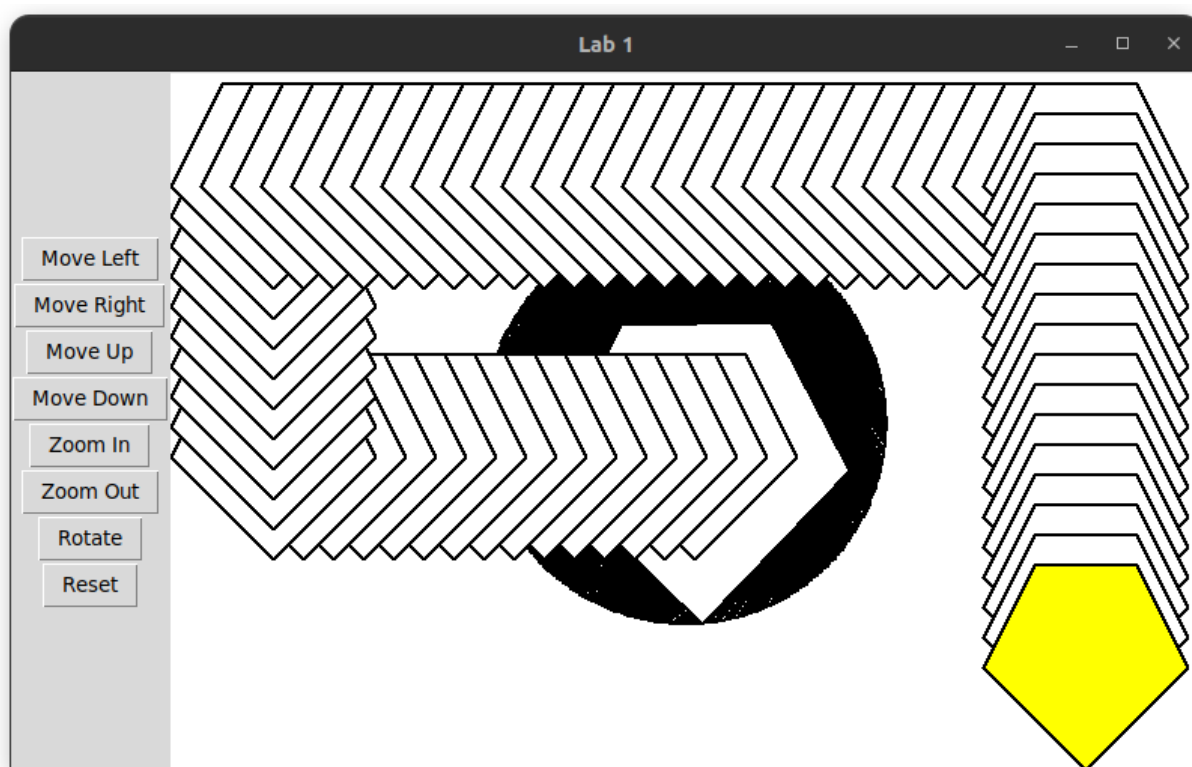 Lab 1
Move Left
Move Right
Move Up
Move Down
Zoom In
Zoom Out
Rotate
Reset